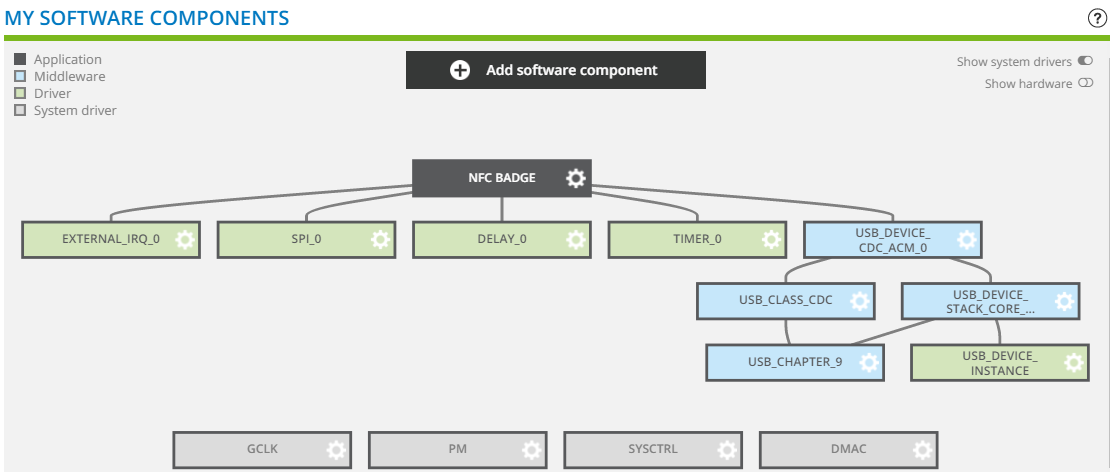 MY SOFTWARE COMPONENTS
?
Application
Middleware
Driver
System driver
Add software component
Show system drivers
Show hardware
NFC BADGE
EXTERNAL_IRQ_0
SPI_0
DELAY_0
TIMER_0
USB_DEVICE_
CDC_ACM_0
USB_CLASS_CDC
USB_DEVICE_
STACK_CORE_...
USB_CHAPTER_9
USB_DEVICE_
INSTANCE
GCLK
PM
SYSCTRL
DMAC